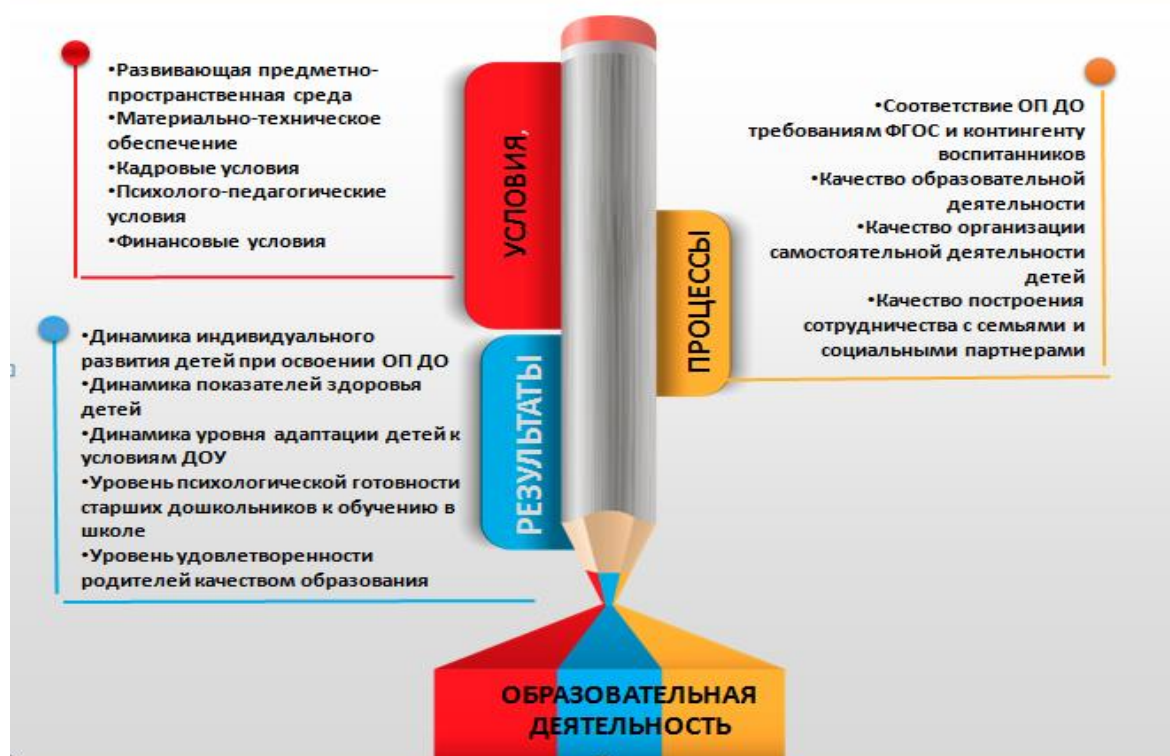 •Развивающая предметно-
пространственная среда
•Материально-техническое
обеспечение
•Кадровые условия
•Психолого-педагогические
условия
•Финансовые условия
УСЛОВИЯ,
•Соответствие ОП ДО
требованиям ФГОС и контингенту
воспитанников
•Качество образовательной
деятельности
•Качество организации
самостоятельной деятельности
детей
•Качество построения
сотрудничества с семьями и
социальными партнерами
ПРОЦЕССЫ
•Динамика индивидуального
развития детей при освоении ОП ДО
•Динамика показателей здоровья
детей
•Динамика уровня адаптации детей к
условиям ДОУ
•Уровень психологической готовности
старших дошкольников к обучению в
школе
•Уровень удовлетворенности
родителей качеством образования
РЕЗУЛЬТАТЫ
ОБРАЗОВАТЕЛЬНАЯ
ДЕЯТЕЛЬНОСТЬ